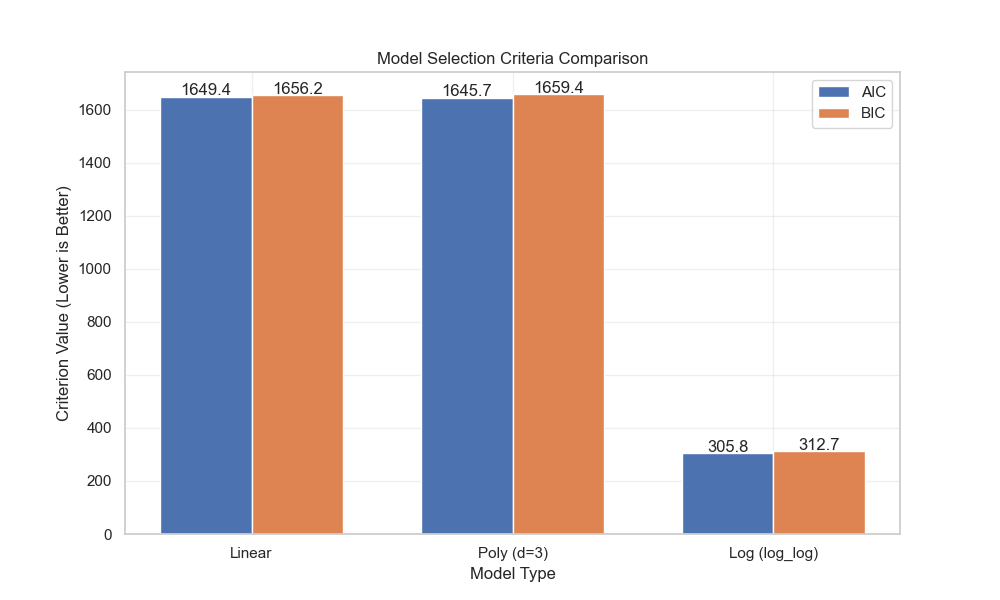 Model Selection Criteria Comparison
AIC
BIC
Criterion Value (Lower is Better)
1600
1400
1200
1000
800
600
400
200
0
1649.4
1656.2
1645.7
1659.4
305.8
312.7
Linear
Poly (d=3)
Log (log_log)
Model Type